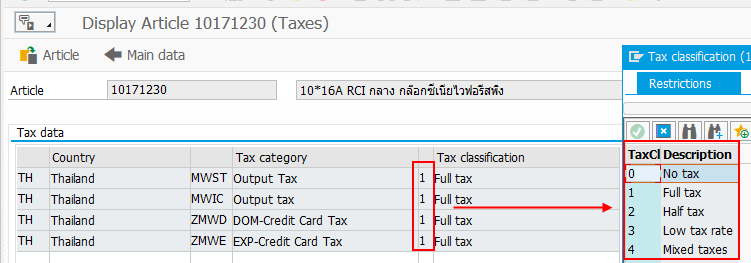 Display Article 10171230 (Taxes)
Article Main data
Article 10171230 10*16A RCI กลาง กล๊อกซีเนียไวฟอรีสพิง
Tax data
Country Tax category Tax classification
TH Thailand MWST Output Tax 1 Full tax
TH Thailand MWIC Output tax 1 Full tax
TH Thailand ZMWD DOM-Credit Card Tax 1 Full tax
TH Thailand ZMWE EXP-Credit Card Tax 1 Full tax
Tax classification (1
Restrictions
TaxCl Description
0 No tax
1 Full tax
2 Half tax
3 Low tax rate
4 Mixed taxes